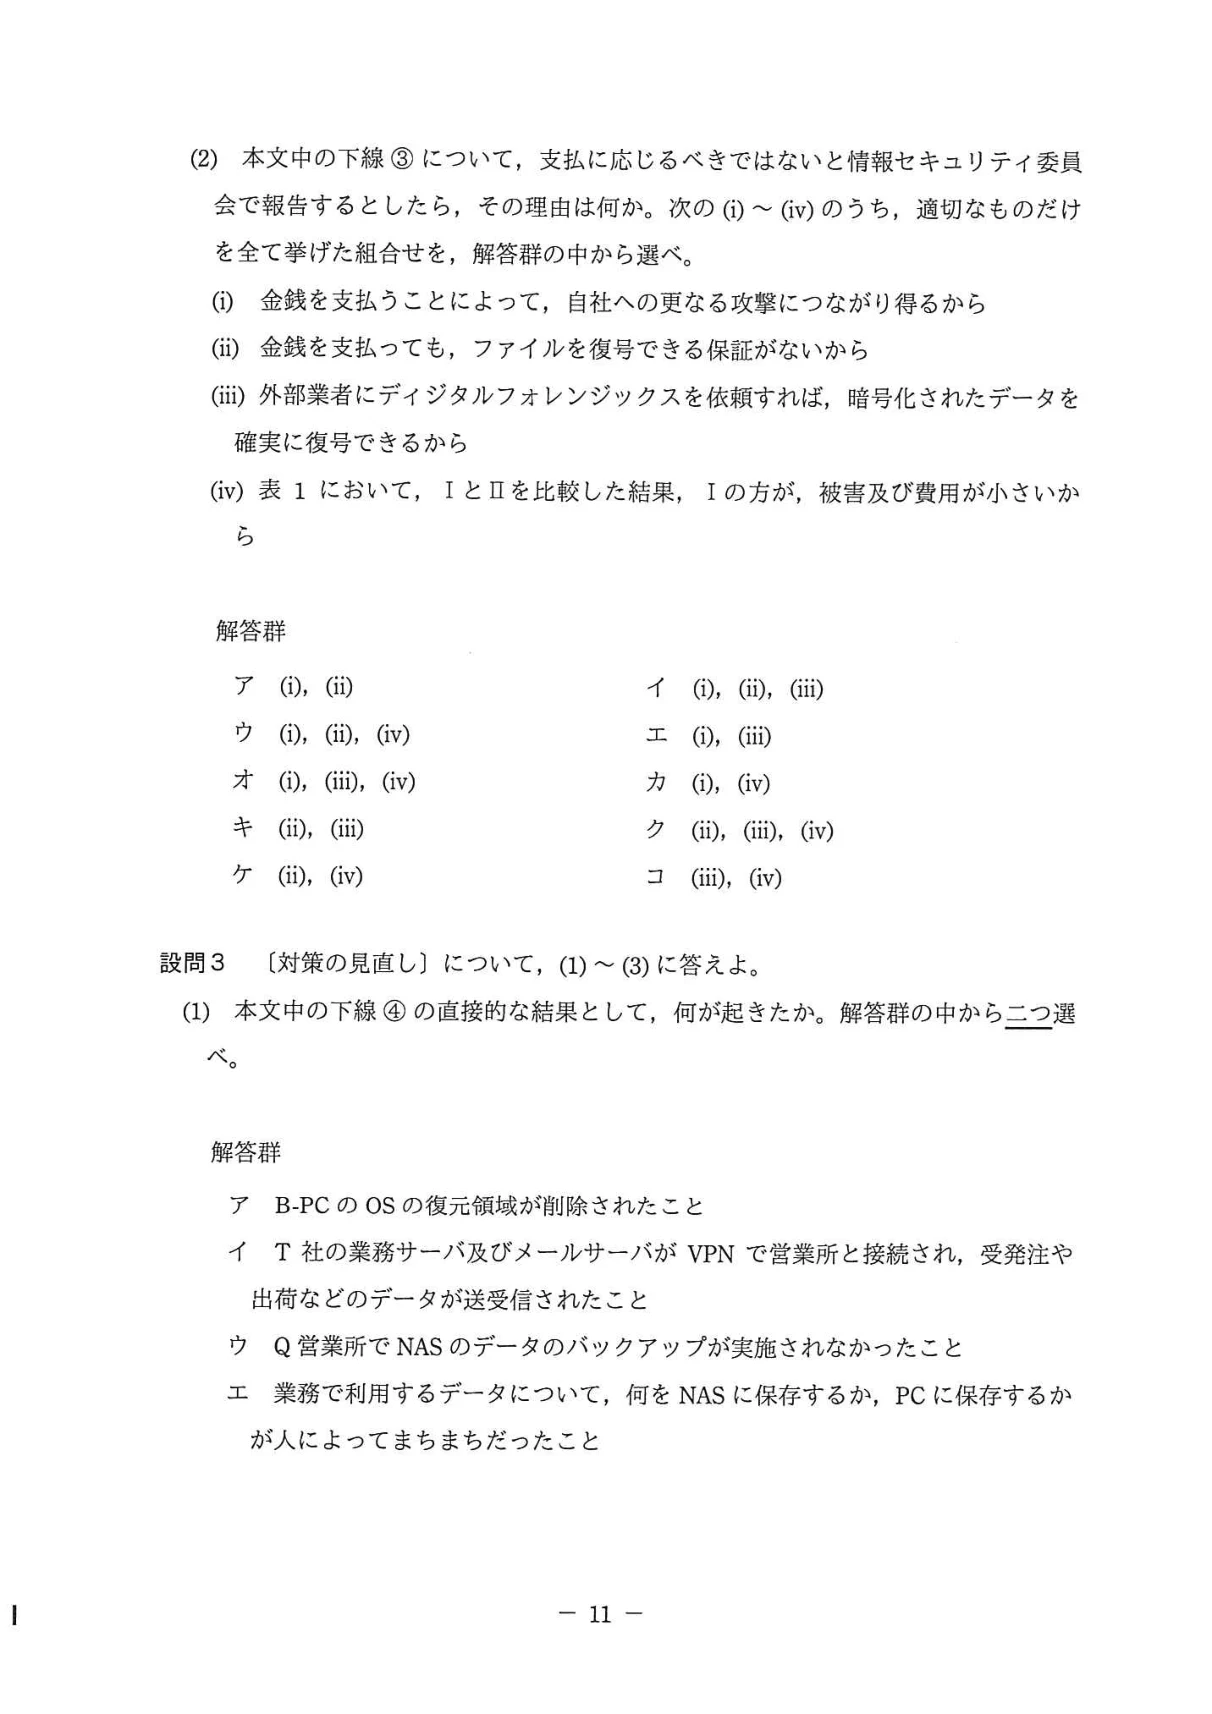 (2) 本文中の下線③について，支払に応じるべきではないと情報セキュリティ委員
会で報告するとしたら，その理由は何か。次の(i)～(iv)のうち，適切なものだけ
を全て挙げた組合せを，解答群の中から選べ。
(i) 金銭を支払うことによって，自社への更なる攻撃につながり得るから
(ii) 金銭を支払っても，ファイルを復号できる保証がないから
(iii) 外部業者にディジタルフォレンジックスを依頼すれば，暗号化されたデータを
確実に復号できるから
(iv) 表 1 において，ⅠとⅡを比較した結果，Ⅰの方が，被害及び費用が小さいか
ら
解答群
ア (i)，(ii)
イ (i)，(ii)，(iii)
ウ (i)，(ii)，(iv)
エ (i)，(iii)
オ (i)，(iii)，(iv)
カ (i)，(iv)
キ (ii)，(iii)
ク (ii)，(iii)，(iv)
ケ (ii)，(iv)
コ (iii)，(iv)
設問3 〔対策の見直し〕について，(1)～(3)に答えよ。
(1) 本文中の下線④の直接的な結果として，何が起きたか。解答群の中から二つ選
べ。
解答群
ア B-PC の OS の復元領域が削除されたこと
イ T 社の業務サーバ及びメールサーバが VPN で営業所と接続され，受発注や
出荷などのデータが送受信されたこと
ウ Q 営業所で NAS のデータのバックアップが実施されなかったこと
エ 業務で利用するデータについて，何を NAS に保存するか，PC に保存するか
が人によってまちまちだったこと
－ 11 －